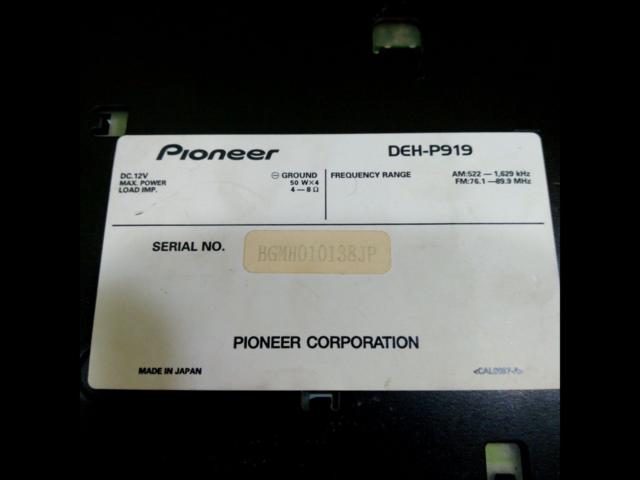 Pioneer DEH-P919
DC.12V ⊖ GROUND FREQUENCY RANGE AM:522 — 1,629 kHz
MAX. POWER 50 W×4 FM:76.1 —89.9 MHz
LOAD IMP. 4 — 8 Ω
SERIAL NO. BGMH010138JP
PIONEER CORPORATION
MADE IN JAPAN